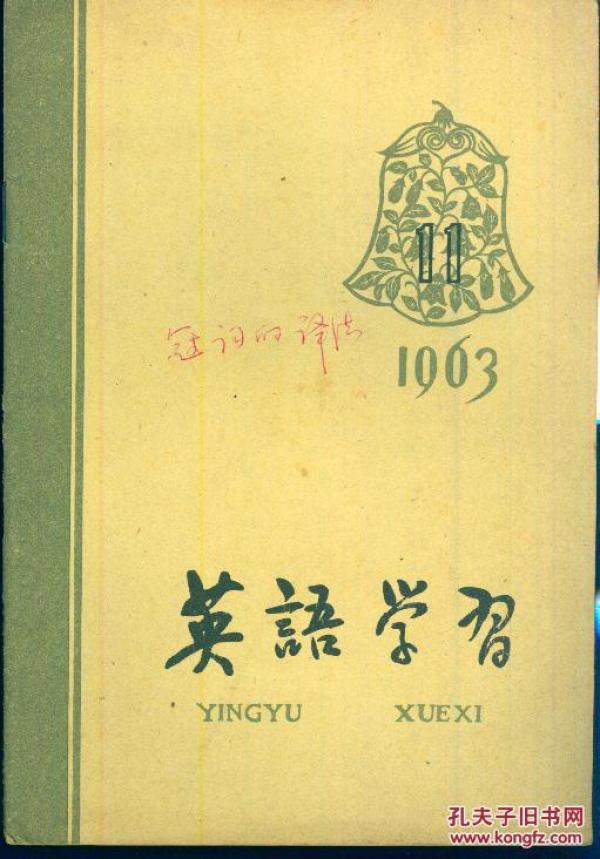 11
1963
冠词的译法
英語学習
YINGYU XUEXI
孔夫子旧书网
www.kongfz.com